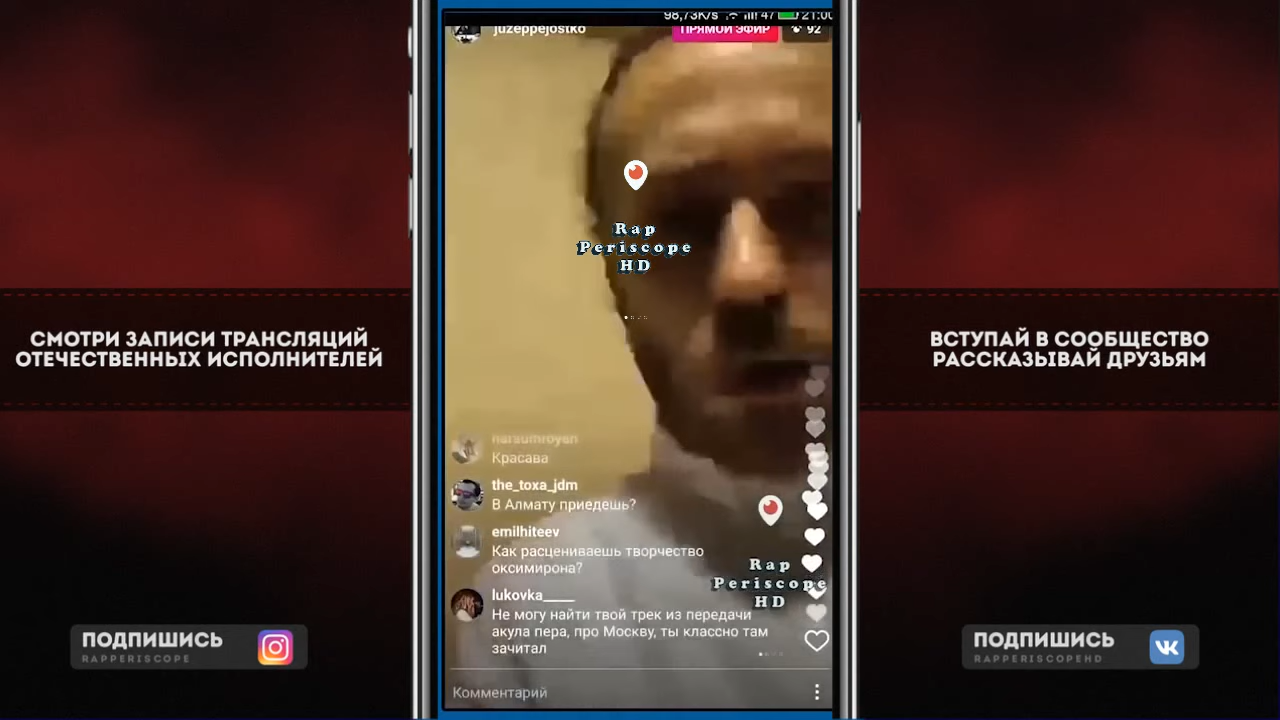 98,73K/s 47 21:00
juzeppejostko
ПРЯМОЙ ЭФИР
92
Rap
Periscope
HD
СМОТРИ ЗАПИСИ ТРАНСЛЯЦИЙ
ОТЕЧЕСТВЕННЫХ ИСПОЛНИТЕЛЕЙ
ВСТУПАЙ В СООБЩЕСТВО
РАССКАЗЫВАЙ ДРУЗЬЯМ
Красава
the_toxa_jdm
В Алмату приедешь?
emilhiteev
Как расцениваешь творчество
оксимирона?
lukovka_____
Не могу найти твой трек из передачи
акула пера, про Москву, ты классно там
зачитал
Rap
Periscope
HD
Комментарий
ПОДПИШИСЬ
RAPPERISCOPE
ПОДПИШИСЬ
RAPPERISCOPEHD